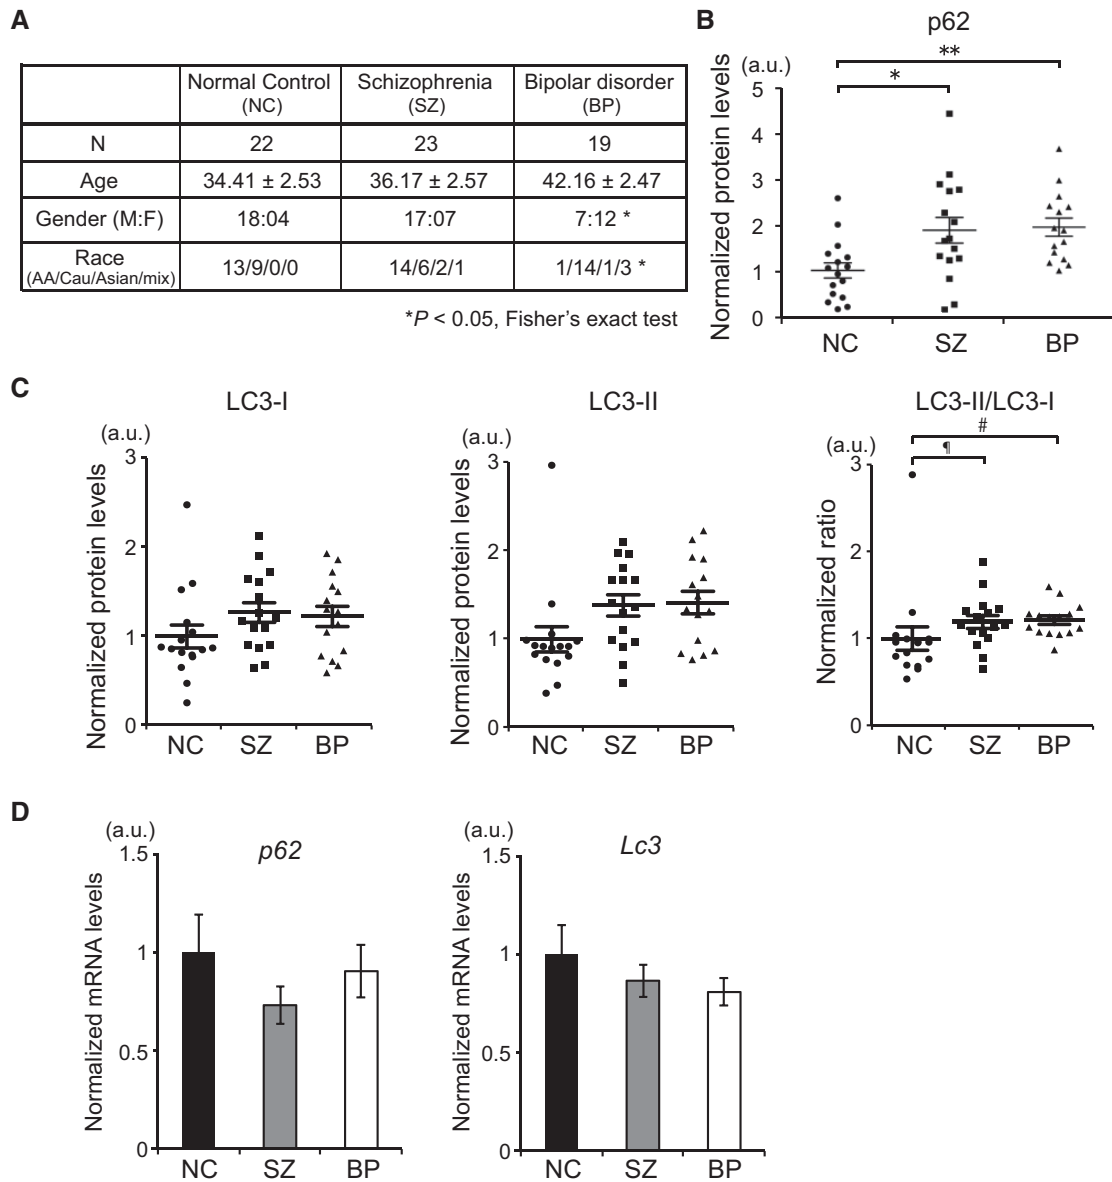 A
Normal Control
(NC)
Schizophrenia
(SZ)
Bipolar disorder
(BP)
N
22
23
19
Age
34.41 ± 2.53
36.17 ± 2.57
42.16 ± 2.47
Gender (M:F)
18:04
17:07
7:12 *
Race
(AA/Cau/Asian/mix)
13/9/0/0
14/6/2/1
1/14/1/3 *
*P < 0.05, Fisher's exact test
B
p62
(a.u.)
Normalized protein levels
**
*
5
4
3
2
1
0
NC
SZ
BP
C
LC3-I
(a.u.)
Normalized protein levels
3
2
1
0
NC
SZ
BP
LC3-II
(a.u.)
Normalized protein levels
3
2
1
0
NC
SZ
BP
LC3-II/LC3-I
(a.u.)
Normalized ratio
#
¶
3
2
1
0
NC
SZ
BP
D
p62
(a.u.)
Normalized mRNA levels
1.5
1
0.5
0
NC
SZ
BP
Lc3
(a.u.)
Normalized mRNA levels
1.5
1
0.5
0
NC
SZ
BP